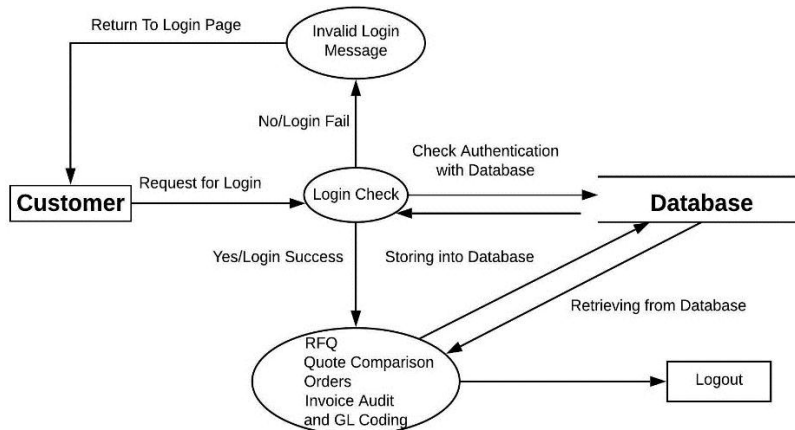 Return To Login Page
Invalid Login
Message
No/Login Fail
Check Authentication
with Database
Request for Login
Customer
Login Check
Database
Yes/Login Success
Storing into Database
Retrieving from Database
RFQ
Quote Comparison
Orders
Invoice Audit
and GL Coding
Logout